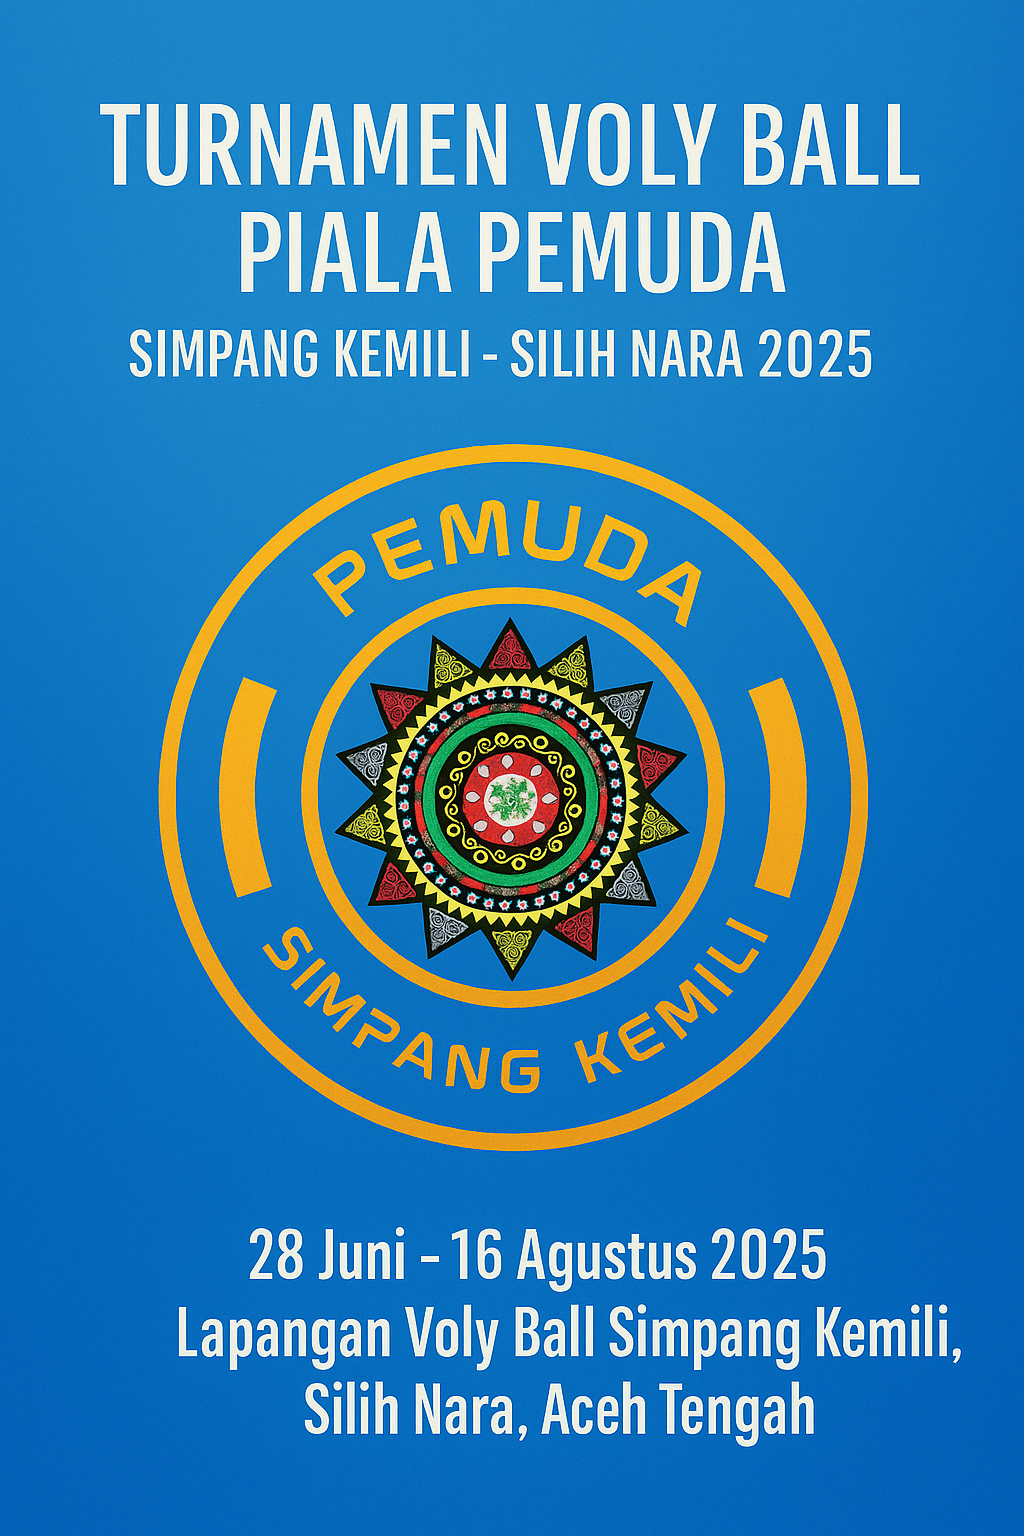 TURNAMEN VOLY BALL
PIALA PEMUDA
SIMPANG KEMILI - SILIH NARA 2025
PEMUDA
SIMPANG KEMILI
28 Juni - 16 Agustus 2025
Lapangan Voly Ball Simpang Kemili,
Silih Nara, Aceh Tengah